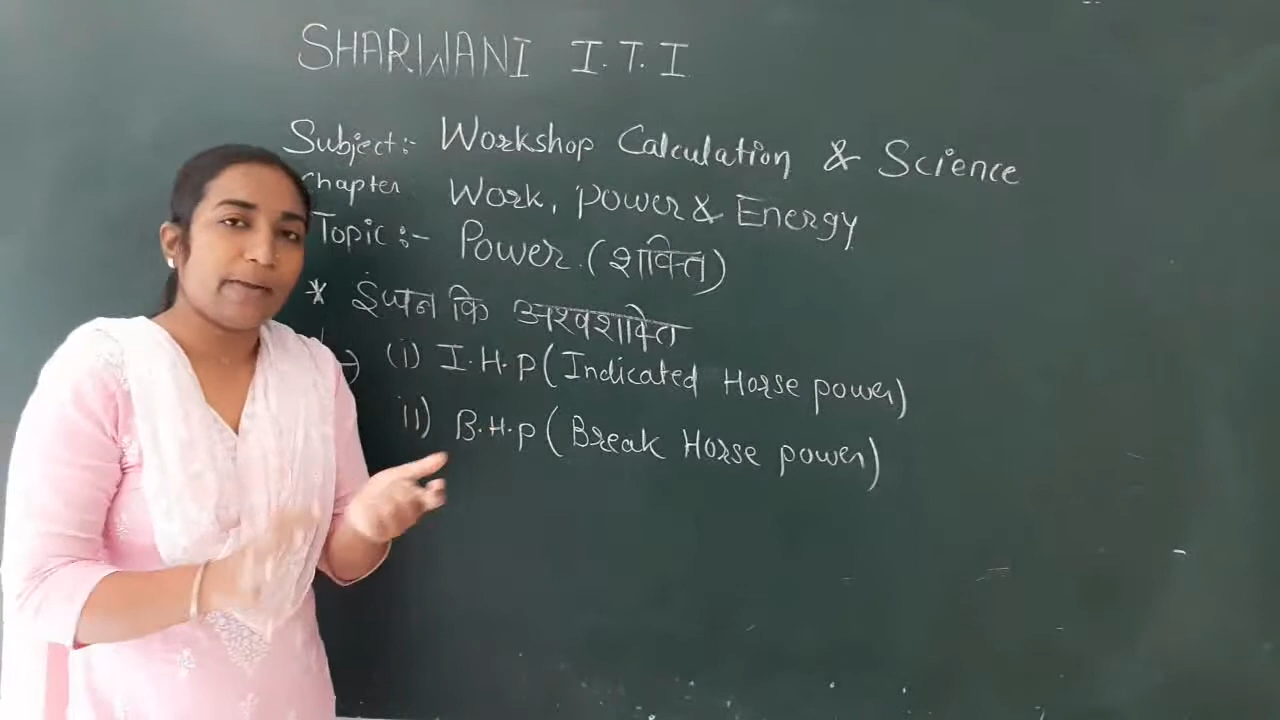 SHARWANI I.T.I
Subject:- Workshop Calculation & Science
Chapter Work, Power & Energy
Topic:- Power. (शक्ति)
* इंजन कि अश्वशक्ति
→ (i) I.H.P (Indicated Horse power)
ii) B.H.P (Break Horse power)